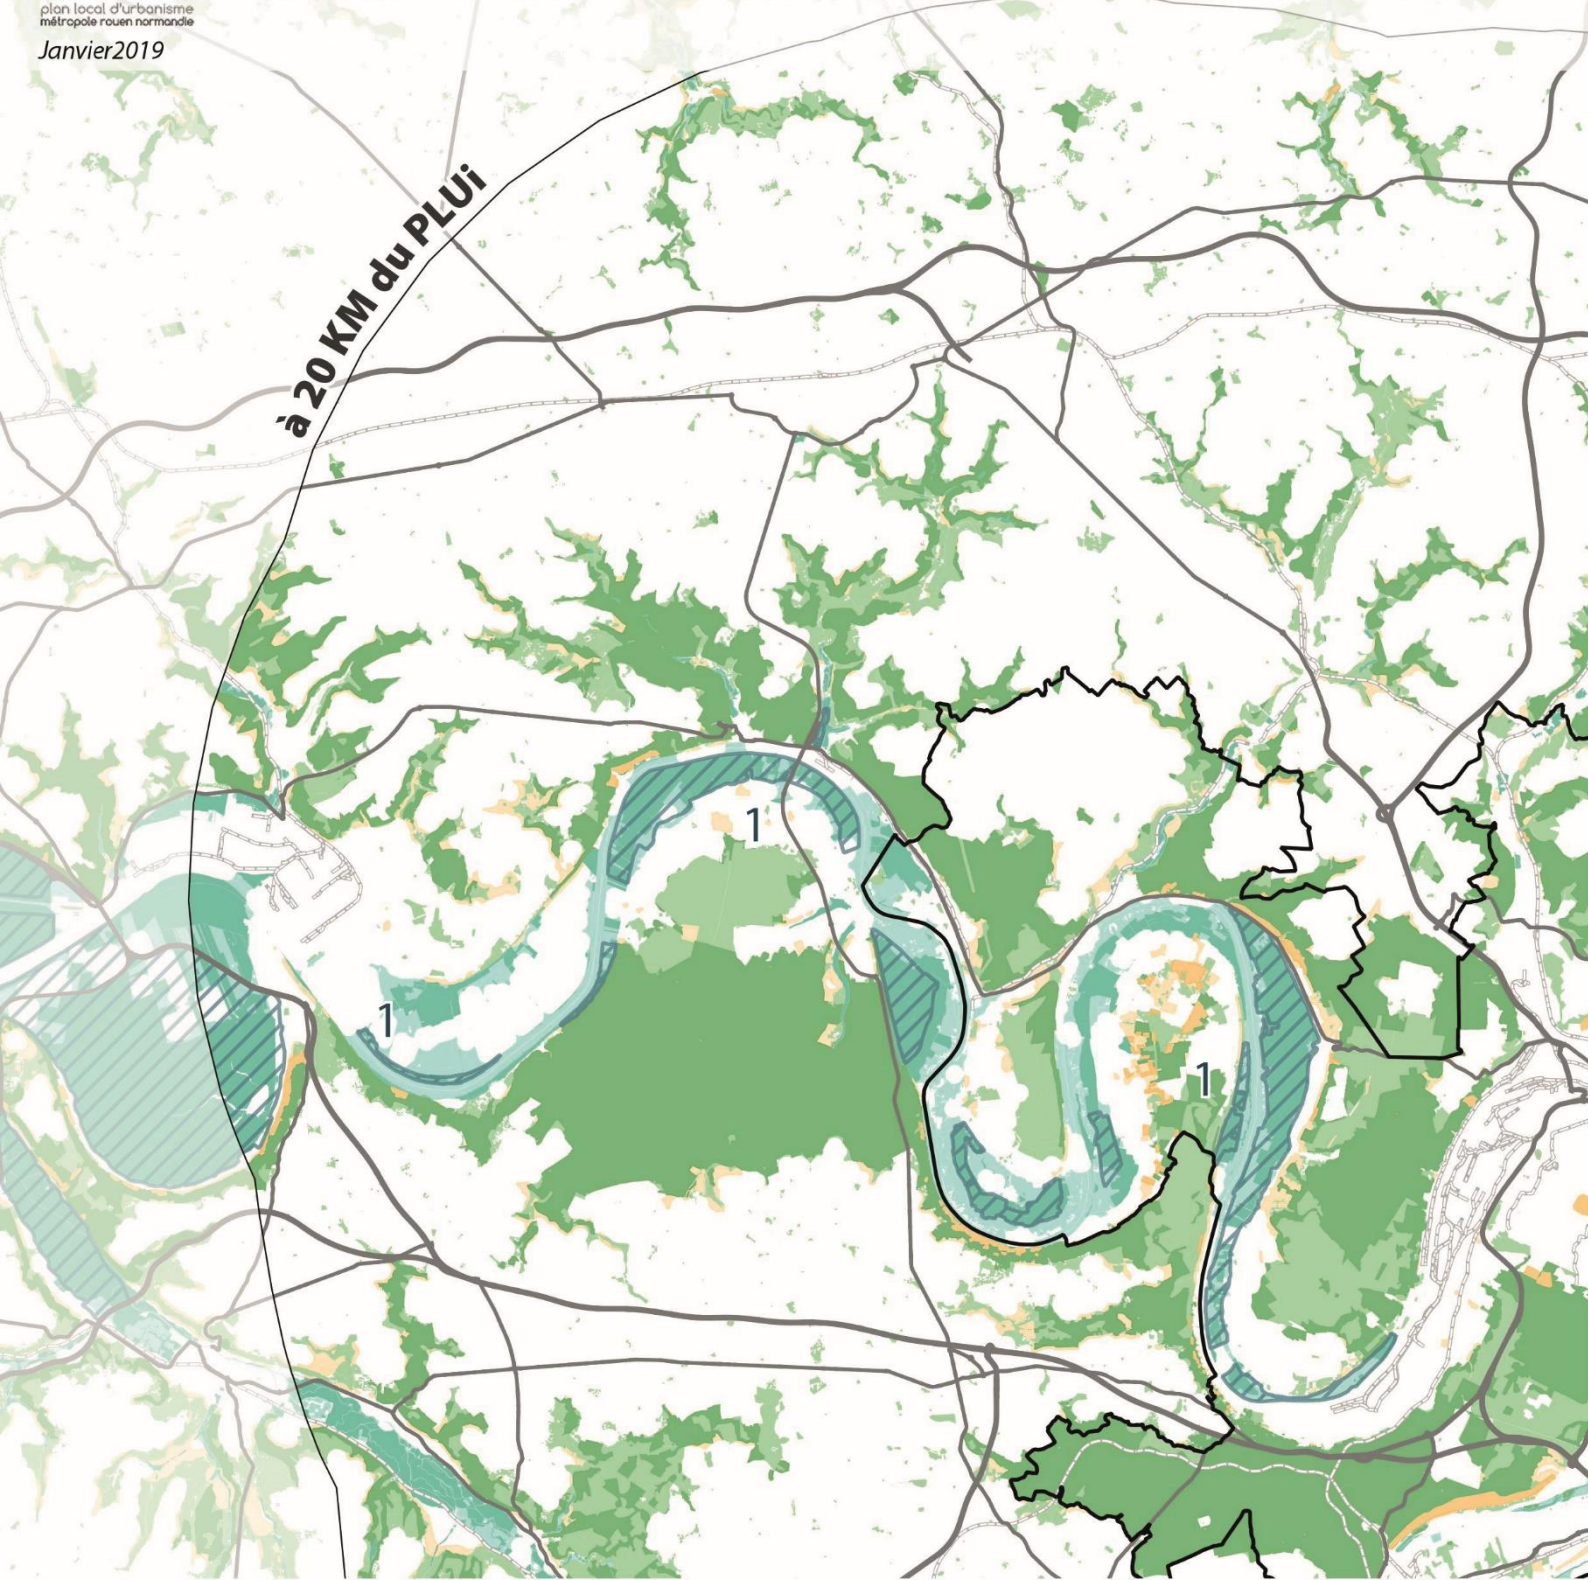 plan local d'urbanisme
métropole rouen normandie
Janvier2019
à 20 KM du PLUi
1
1
1